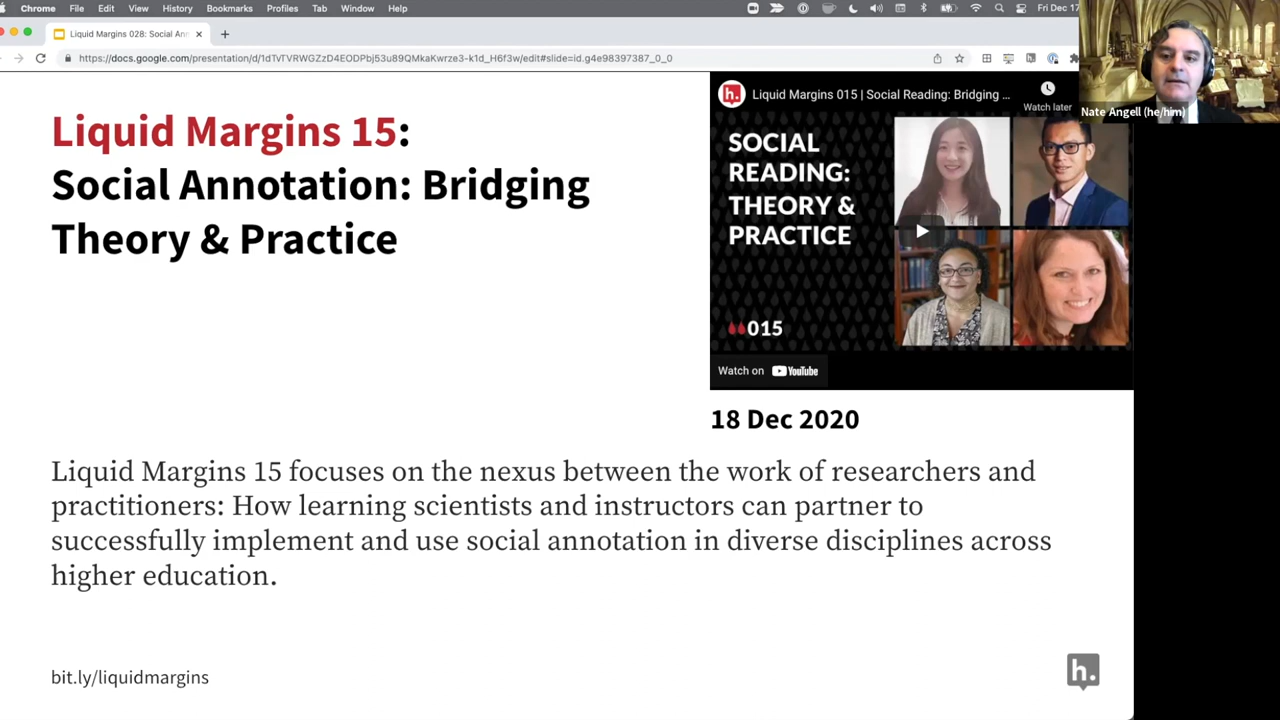 Chrome File Edit View History Bookmarks Profiles Tab Window Help Fri Dec 17
Liquid Margins 028: Social Ann
https://docs.google.com/presentation/d/1dTvTVRWGZzD4EODPbj53u89QMkaKwrze3-k1d_H6f3w/edit#slide=id.g4e98397387_0_0
Nate Angell (he/him)
Liquid Margins 15:
Social Annotation: Bridging
Theory & Practice
h.
Liquid Margins 015 | Social Reading: Bridging ...
Watch later
SOCIAL
READING:
THEORY &
PRACTICE
015
Watch on YouTube
18 Dec 2020
Liquid Margins 15 focuses on the nexus between the work of researchers and
practitioners: How learning scientists and instructors can partner to
successfully implement and use social annotation in diverse disciplines across
higher education.
bit.ly/liquidmargins
h.